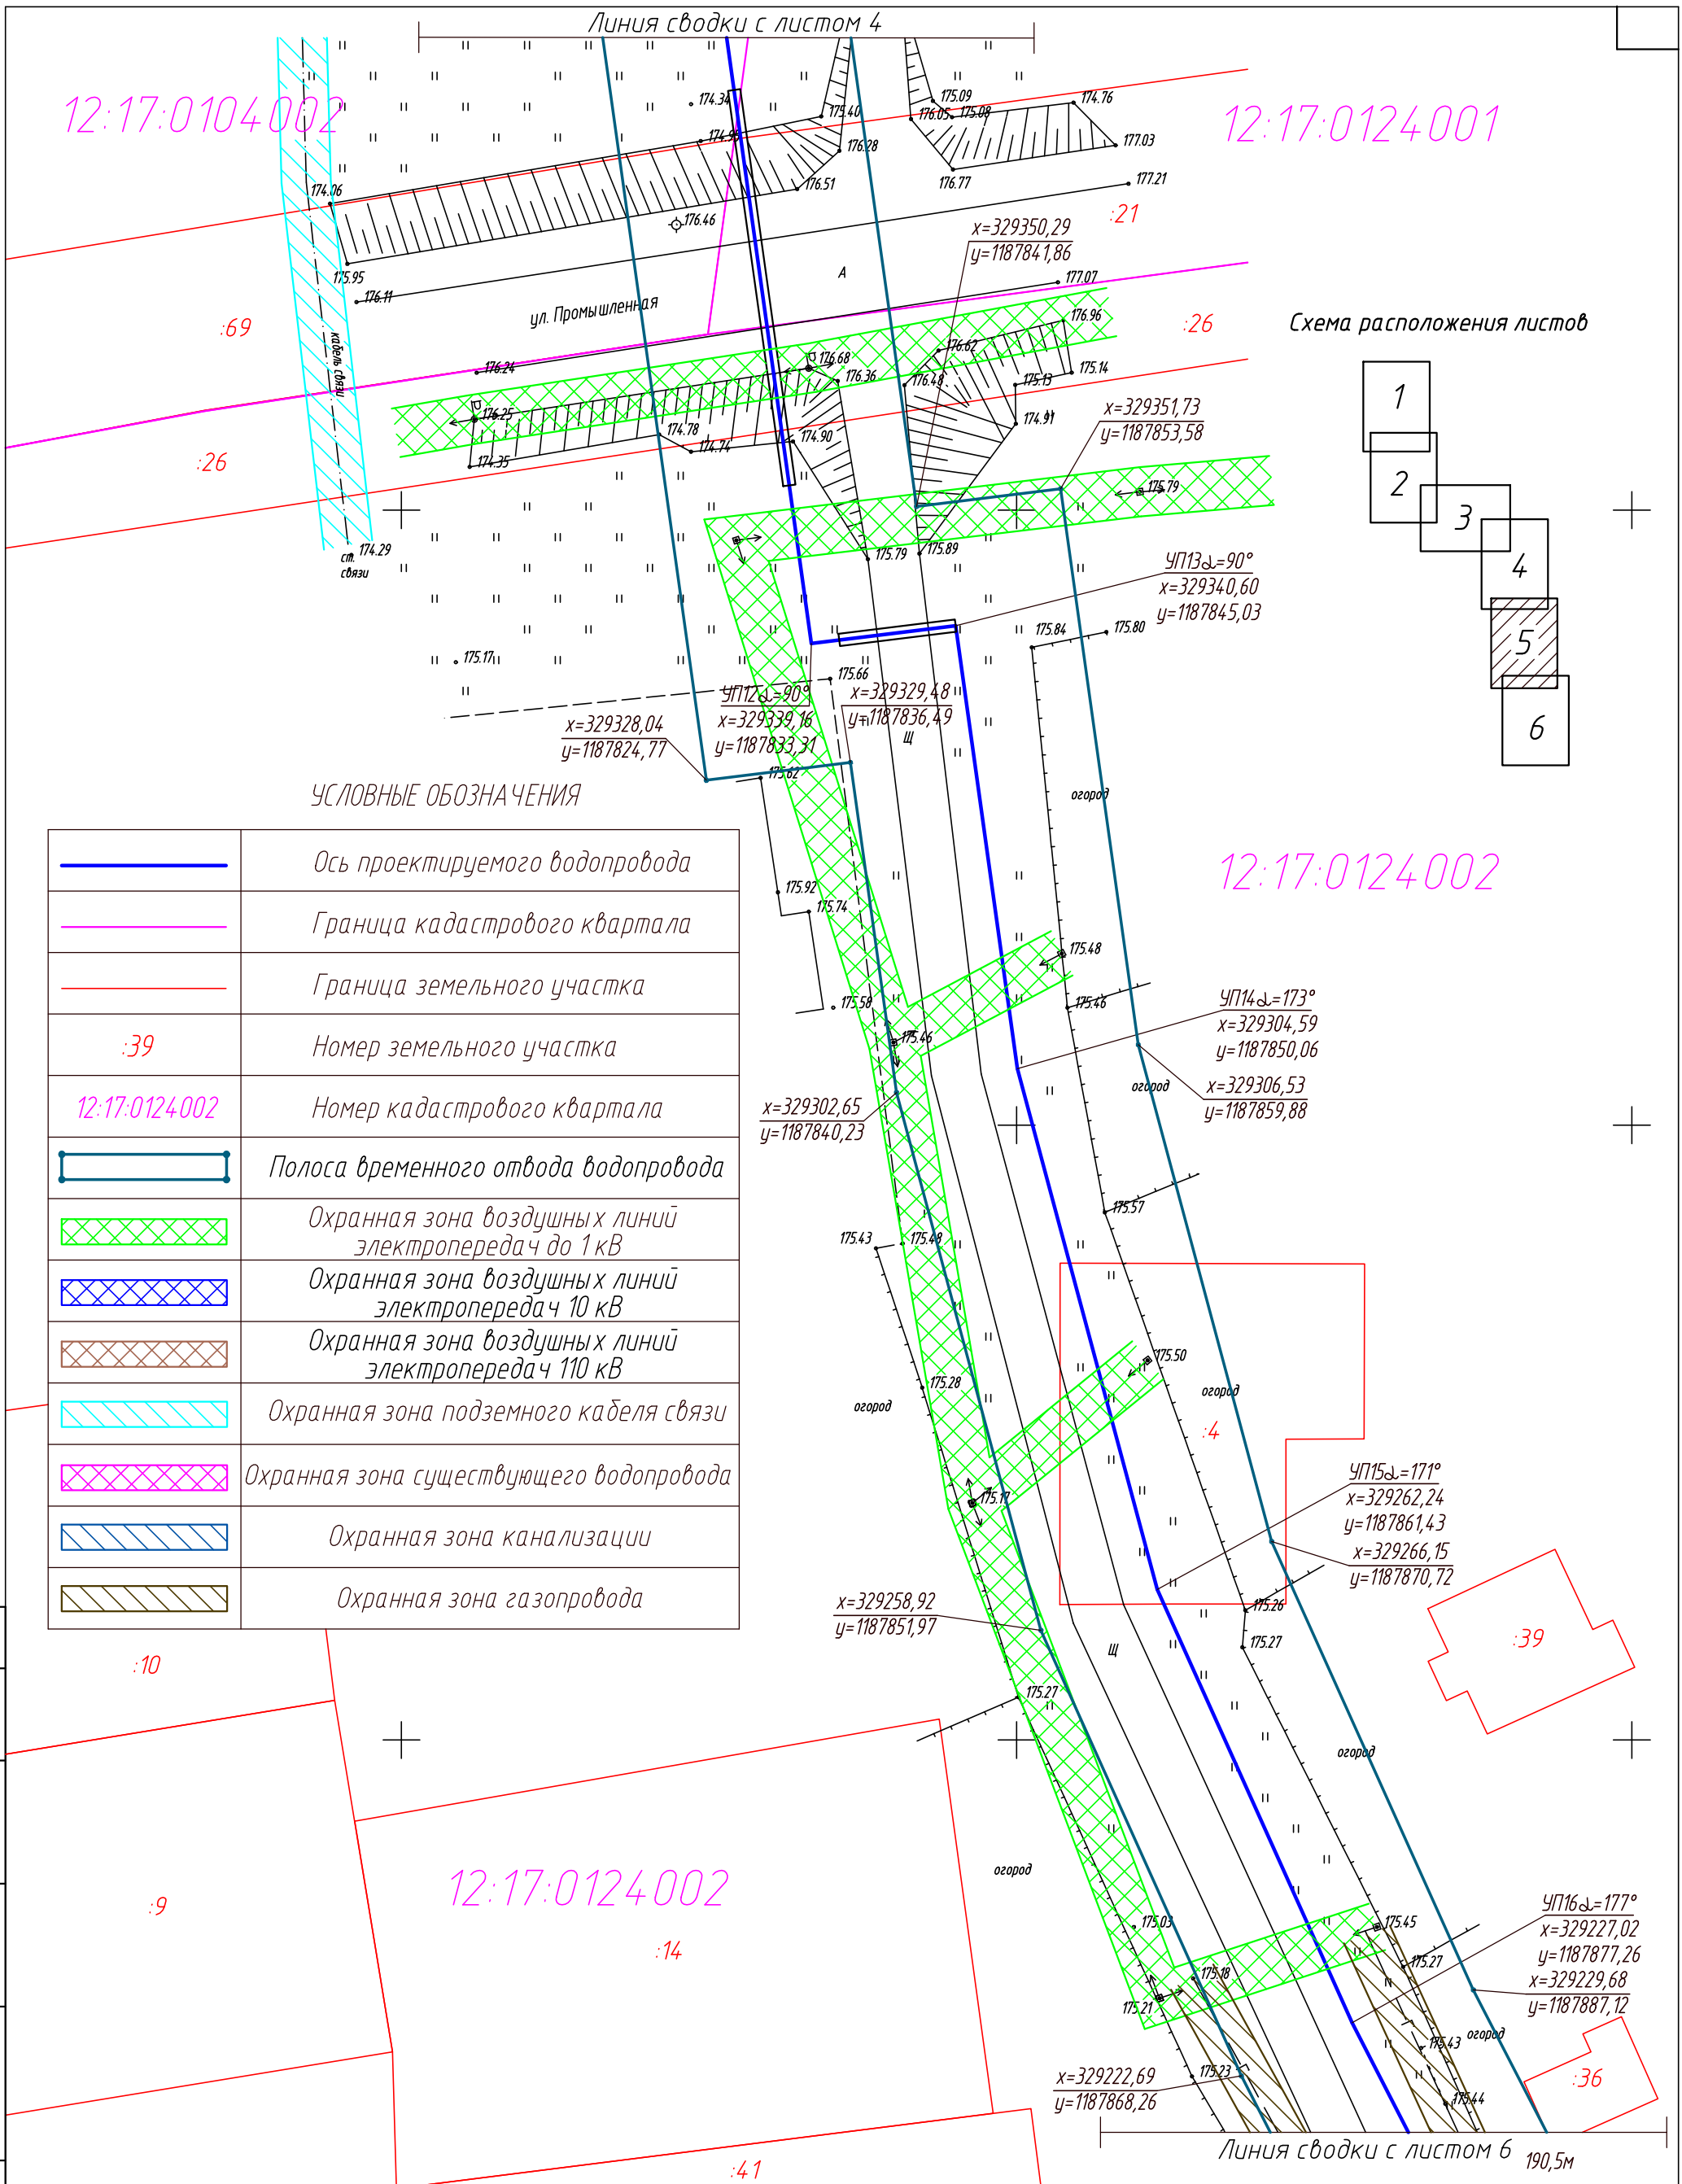 Линия сводки с листом 4
12:17:0104002
12:17:0124001
174.34
174.95
175.40
176.28
176.05
175.09
175.08
174.76
177.03
176.77
177.21
174.06
176.51
176.46
:21
175.95
176.11
x=329350,29
y=1187841,86
А
177.07
ул. Промышленная
:69
кабель связи
176.96
:26
Схема расположения листов
1
2
3
4
5
6
176.24
176.68
176.36
176.62
176.48
175.14
175.13
176.25
174.78
174.74
174.90
174.91
x=329351,73
y=1187853,58
:26
174.35
175.79
174.29
ст.
связи
175.79
175.89
УП13α=90°
x=329340,60
y=1187845,03
175.84
175.80
175.17
175.66
УП12α=90°
x=329339,16
y=1187833,31
x=329329,48
y=1187836,49
x=329328,04
y=1187824,77
Щ
175.62
огород
УСЛОВНЫЕ ОБОЗНАЧЕНИЯ
Ось проектируемого водопровода
Граница кадастрового квартала
Граница земельного участка
:39 Номер земельного участка
12:17:0124002 Номер кадастрового квартала
Полоса временного отвода водопровода
Охранная зона воздушных линий
электропередач до 1 кВ
Охранная зона воздушных линий
электропередач 10 кВ
Охранная зона воздушных линий
электропередач 110 кВ
Охранная зона подземного кабеля связи
Охранная зона существующего водопровода
Охранная зона канализации
Охранная зона газопровода
12:17:0124002
175.92
175.74
175.48
175.58
175.46
175.46
УП14α=173°
x=329304,59
y=1187850,06
огород
x=329306,53
y=1187859,88
x=329302,65
y=1187840,23
175.57
175.43
175.48
175.50
175.28
огород
огород
:4
175.17
УП15α=171°
x=329262,24
y=1187861,43
x=329266,15
y=1187870,72
x=329258,92
y=1187851,97
175.26
175.27
Щ
:39
:10
175.27
огород
огород
12:17:0124002
:9
:14
175.03
175.45
175.27
175.18
175.21
УП16α=177°
x=329227,02
y=1187877,26
x=329229,68
y=1187887,12
огород
175.43
175.44
175.23
x=329222,69
y=1187868,26
:36
Линия сводки с листом 6
190,5м
:41